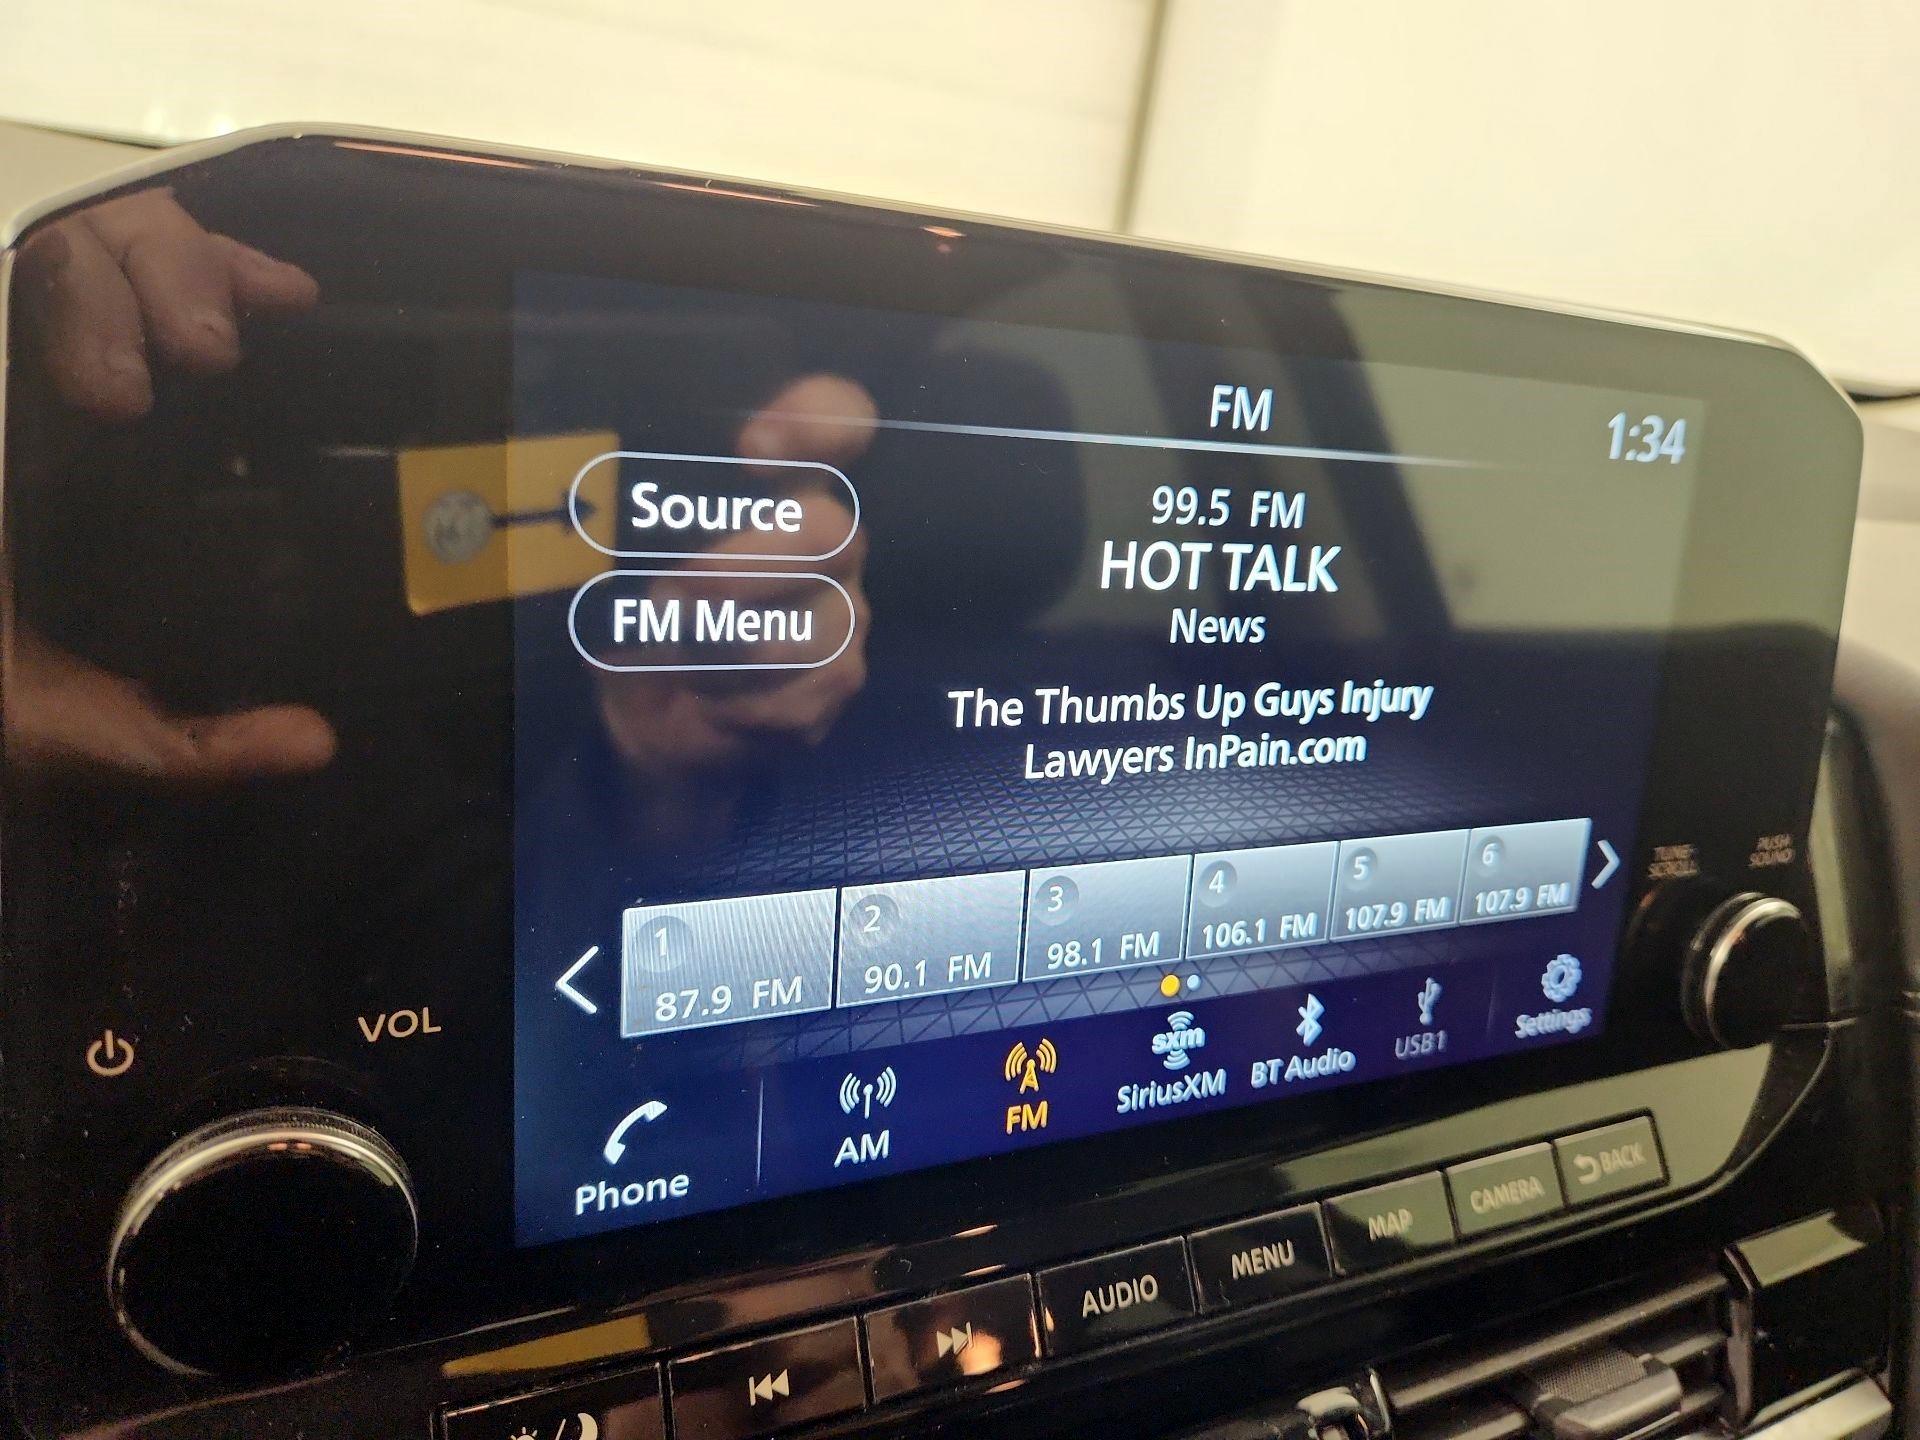 FM
1:34
Source
99.5 FM
HOT TALK
FM Menu
News
The Thumbs Up Guys Injury
Lawyers InPain.com
1
87.9 FM
2
90.1 FM
3
98.1 FM
4
106.1 FM
5
107.9 FM
6
107.9 FM
TUNE·
SCROLL
PUSH
SOUND
VOL
Phone
AM
FM
sxm
SiriusXM
BT Audio
USB1
Settings
AUDIO
MENU
MAP
CAMERA
BACK